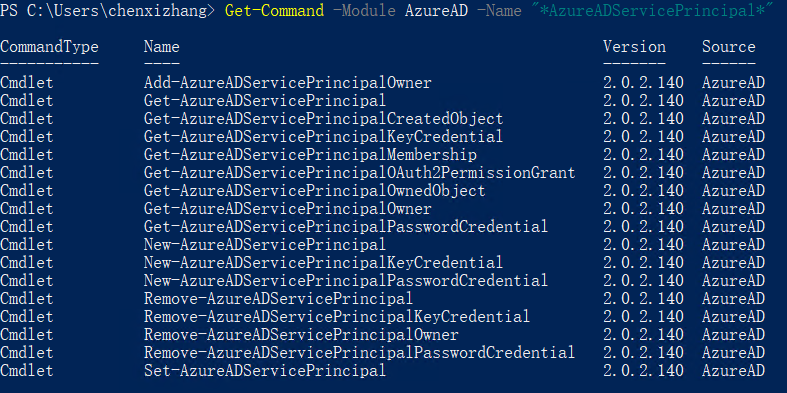 PS C:\Users\chenxizhang> Get-Command -Module AzureAD -Name "*AzureADServicePrincipal*"
CommandType Name Version Source
----------- ---- ------- ------
Cmdlet Add-AzureADServicePrincipalOwner 2.0.2.140 AzureAD
Cmdlet Get-AzureADServicePrincipal 2.0.2.140 AzureAD
Cmdlet Get-AzureADServicePrincipalCreatedObject 2.0.2.140 AzureAD
Cmdlet Get-AzureADServicePrincipalKeyCredential 2.0.2.140 AzureAD
Cmdlet Get-AzureADServicePrincipalMembership 2.0.2.140 AzureAD
Cmdlet Get-AzureADServicePrincipalOAuth2PermissionGrant 2.0.2.140 AzureAD
Cmdlet Get-AzureADServicePrincipalOwnedObject 2.0.2.140 AzureAD
Cmdlet Get-AzureADServicePrincipalOwner 2.0.2.140 AzureAD
Cmdlet Get-AzureADServicePrincipalPasswordCredential 2.0.2.140 AzureAD
Cmdlet New-AzureADServicePrincipal 2.0.2.140 AzureAD
Cmdlet New-AzureADServicePrincipalKeyCredential 2.0.2.140 AzureAD
Cmdlet New-AzureADServicePrincipalPasswordCredential 2.0.2.140 AzureAD
Cmdlet Remove-AzureADServicePrincipal 2.0.2.140 AzureAD
Cmdlet Remove-AzureADServicePrincipalKeyCredential 2.0.2.140 AzureAD
Cmdlet Remove-AzureADServicePrincipalOwner 2.0.2.140 AzureAD
Cmdlet Remove-AzureADServicePrincipalPasswordCredential 2.0.2.140 AzureAD
Cmdlet Set-AzureADServicePrincipal 2.0.2.140 AzureAD